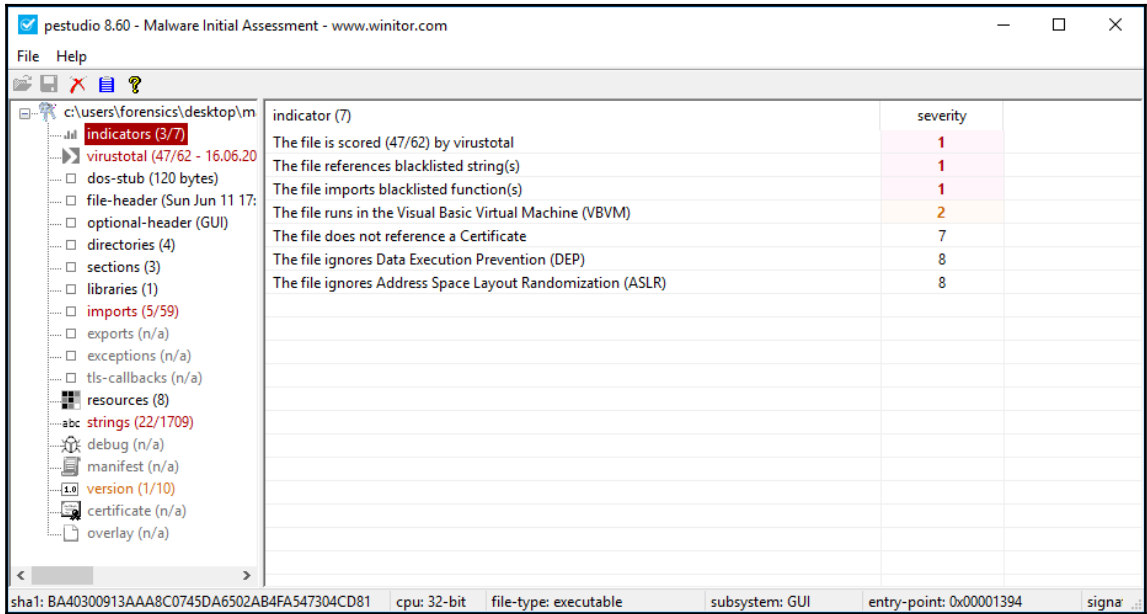 pestudio 8.60 - Malware Initial Assessment - www.winitor.com
File Help
c:\users\forensics\desktop\m
indicators (3/7)
virustotal (47/62 - 16.06.20
dos-stub (120 bytes)
file-header (Sun Jun 11 17:
optional-header (GUI)
directories (4)
sections (3)
libraries (1)
imports (5/59)
exports (n/a)
exceptions (n/a)
tls-callbacks (n/a)
resources (8)
abc strings (22/1709)
debug (n/a)
manifest (n/a)
1.0 version (1/10)
certificate (n/a)
overlay (n/a)
indicator (7) severity
The file is scored (47/62) by virustotal 1
The file references blacklisted string(s) 1
The file imports blacklisted function(s) 1
The file runs in the Visual Basic Virtual Machine (VBVM) 2
The file does not reference a Certificate 7
The file ignores Data Execution Prevention (DEP) 8
The file ignores Address Space Layout Randomization (ASLR) 8
sha1: BA40300913AAA8C0745DA6502AB4FA547304CD81 cpu: 32-bit file-type: executable subsystem: GUI entry-point: 0x00001394 signa